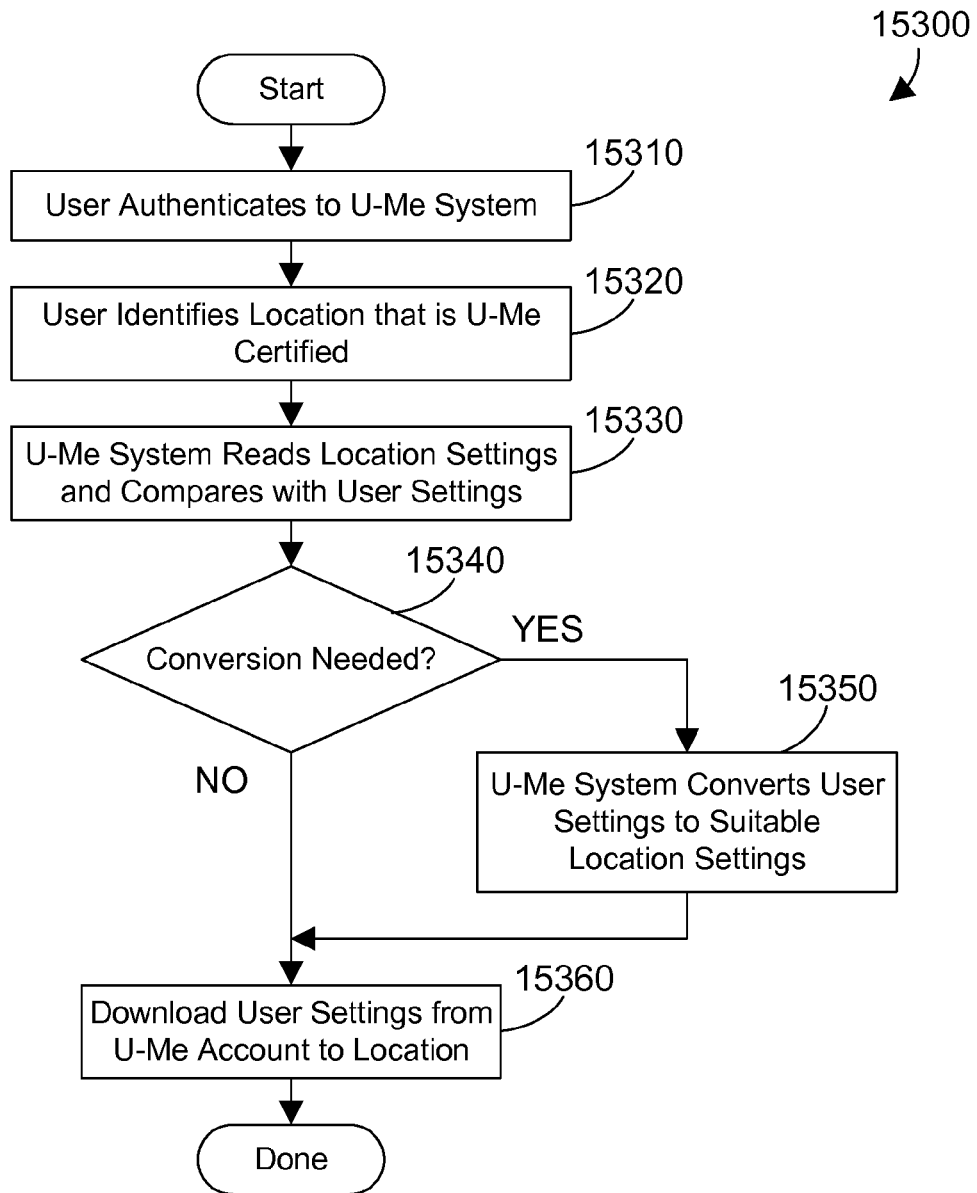 15300
Start
15310
User Authenticates to U-Me System
15320
User Identifies Location that is U-Me
Certified
15330
U-Me System Reads Location Settings
and Compares with User Settings
15340
Conversion Needed?
YES
15350
NO
U-Me System Converts User
Settings to Suitable
Location Settings
15360
Download User Settings from
U-Me Account to Location
Done